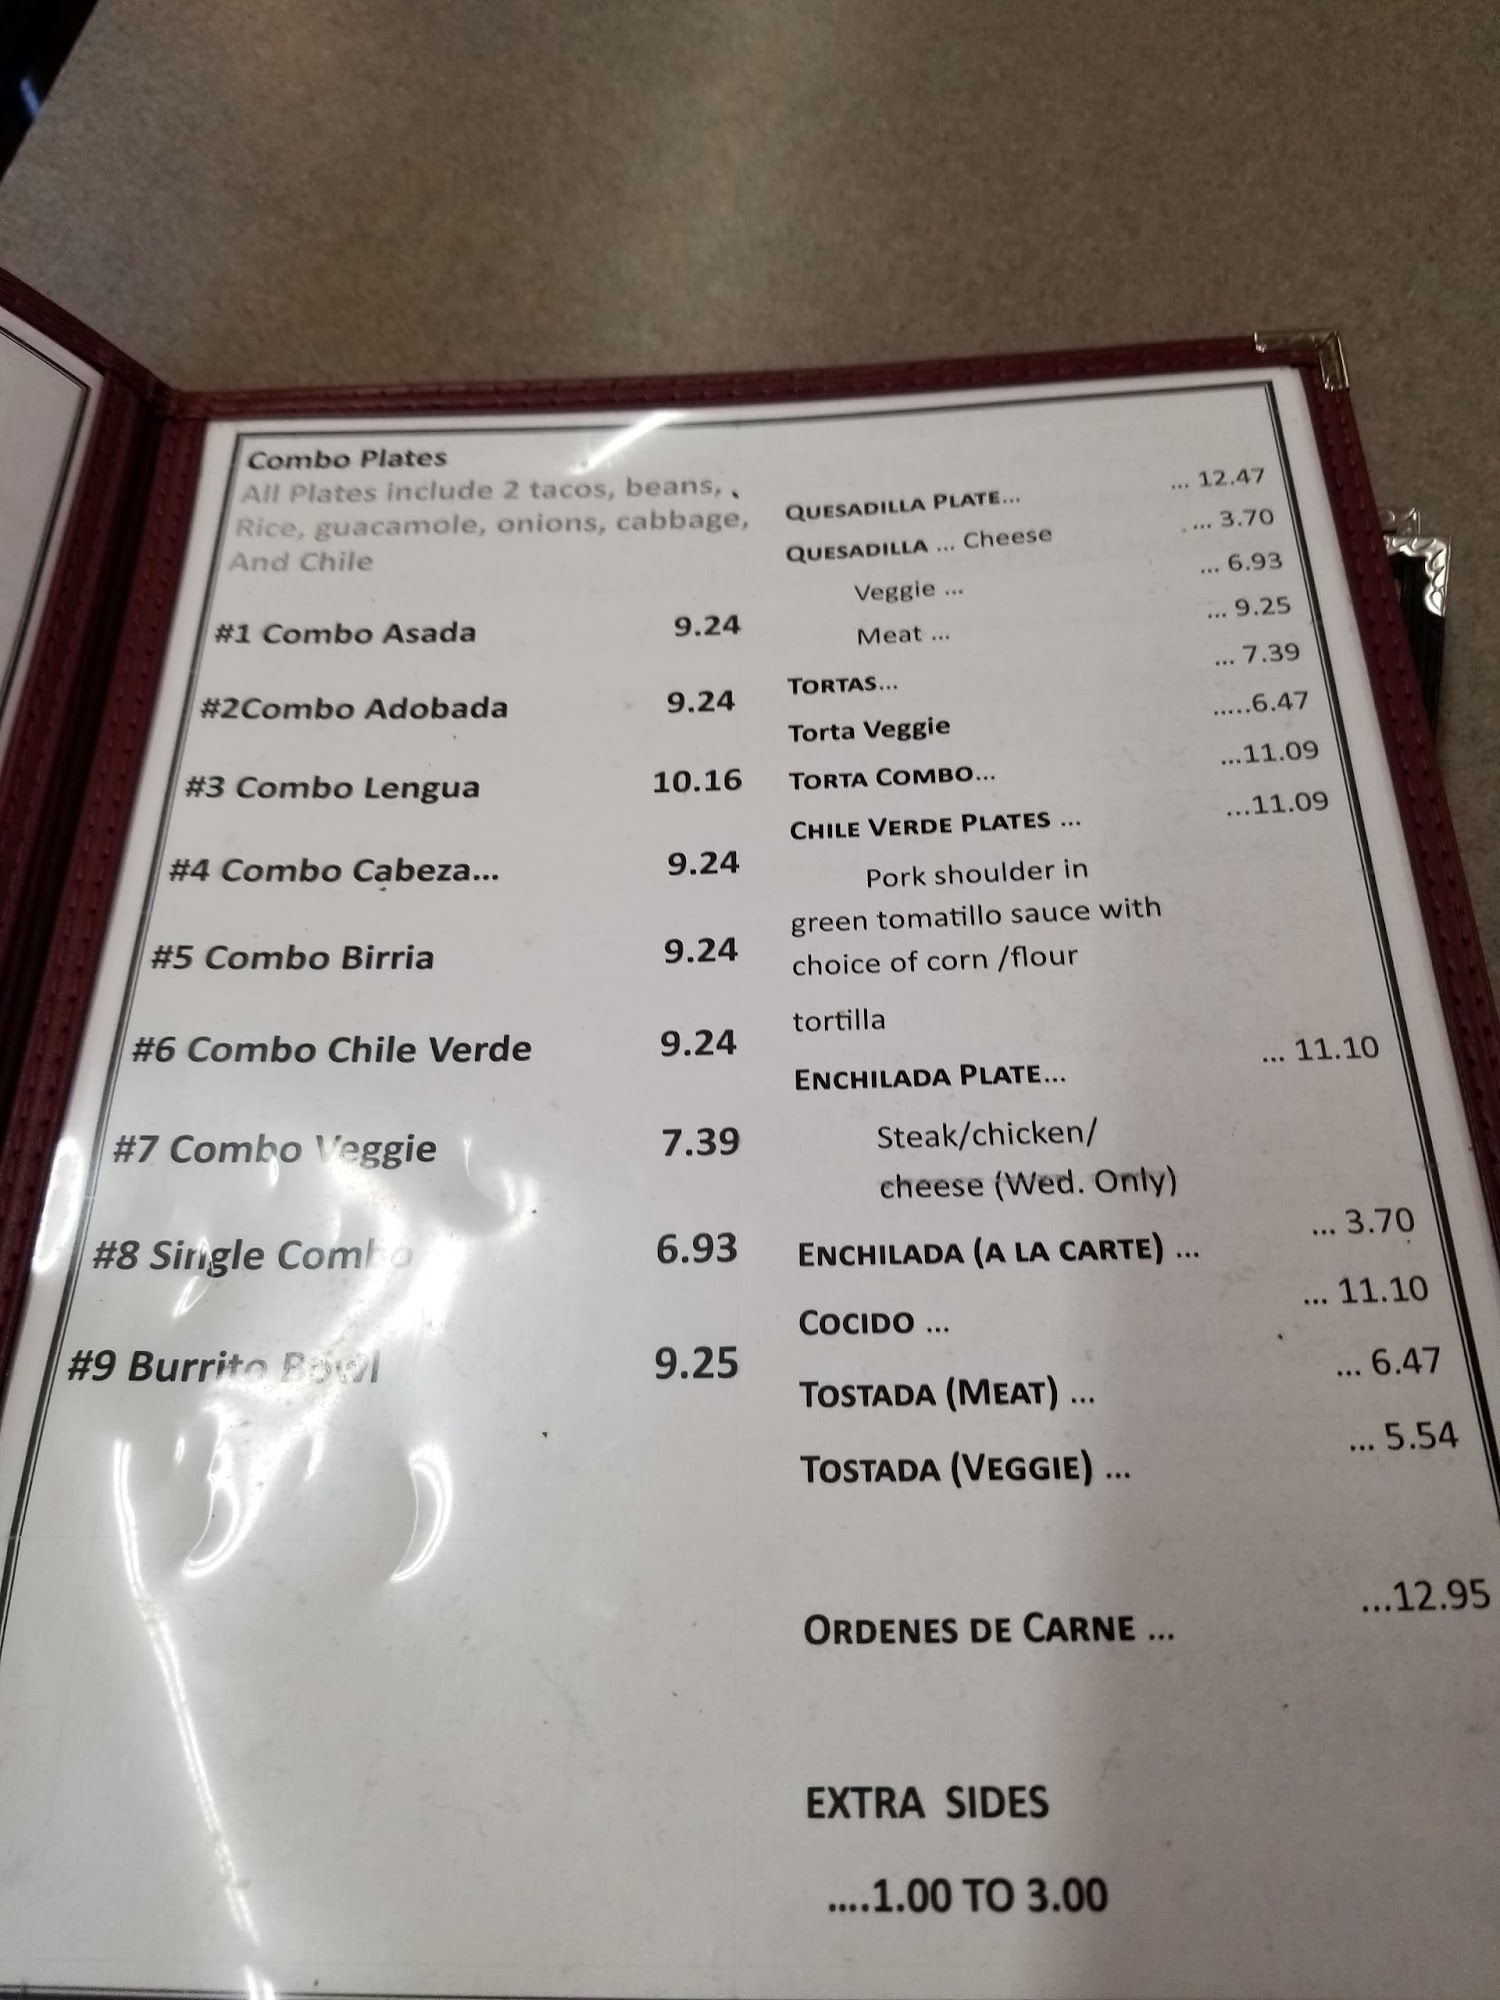 Combo Plates
All Plates include 2 tacos, beans,
Rice, guacamole, onions, cabbage,
And Chile
#1 Combo Asada 9.24
#2Combo Adobada 9.24
#3 Combo Lengua 10.16
#4 Combo Cabeza... 9.24
#5 Combo Birria 9.24
#6 Combo Chile Verde 9.24
#7 Combo Veggie 7.39
#8 Single Combo 6.93
#9 Burrito Bowl 9.25
QUESADILLA PLATE... ... 12.47
QUESADILLA ... Cheese ... 3.70
Veggie ... ... 6.93
Meat ... ... 9.25
TORTAS... ... 7.39
Torta Veggie .....6.47
TORTA COMBO... ...11.09
CHILE VERDE PLATES ... ...11.09
Pork shoulder in
green tomatillo sauce with
choice of corn /flour
tortilla
ENCHILADA PLATE... ... 11.10
Steak/chicken/
cheese (Wed. Only)
ENCHILADA (A LA CARTE) ... ... 3.70
COCIDO ... ... 11.10
TOSTADA (MEAT) ... ... 6.47
TOSTADA (VEGGIE) ... ... 5.54
ORDENES DE CARNE ... ...12.95
EXTRA SIDES
....1.00 TO 3.00